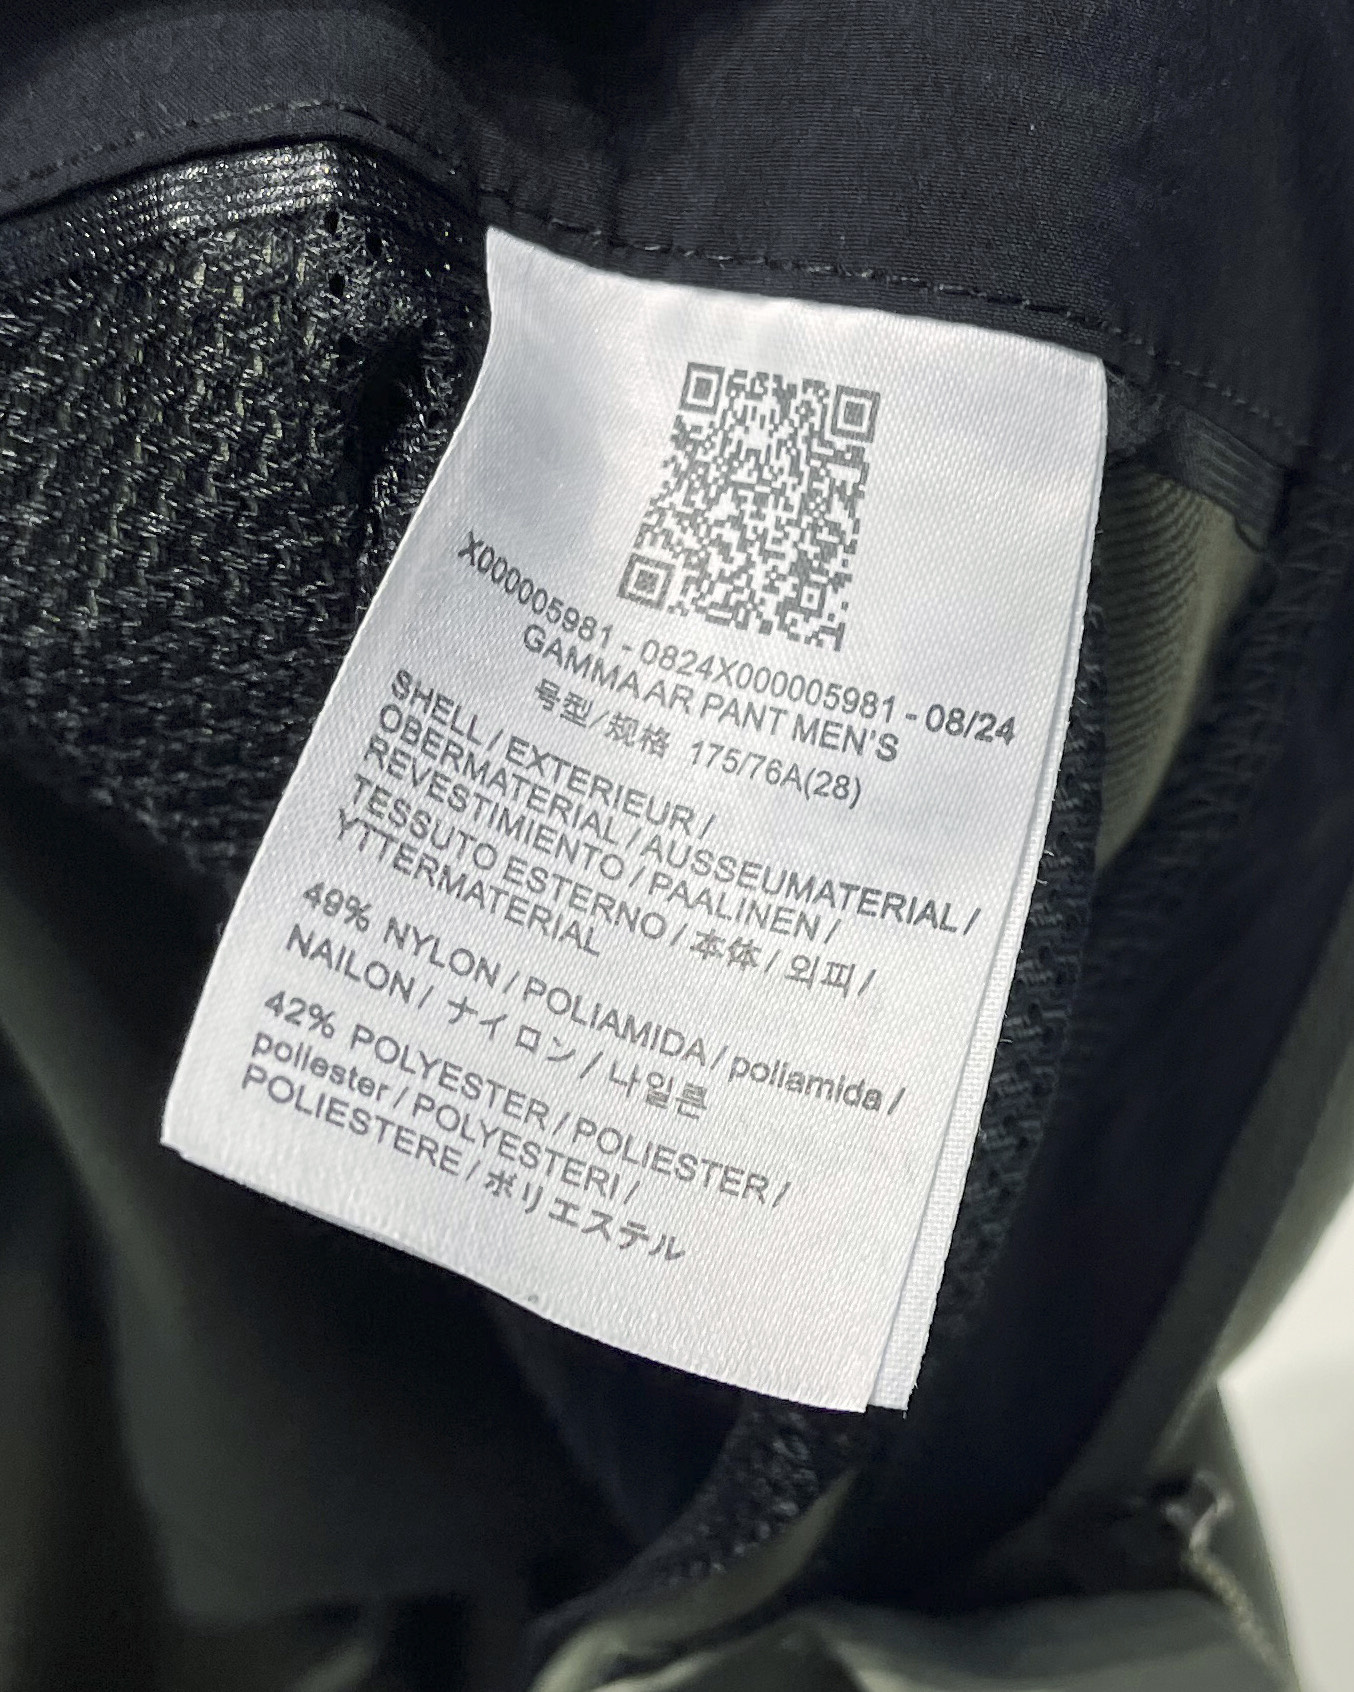 X000005981 - 0824X000005981 - 08/24
GAMMA AR PANT MEN'S
号型/规格 175/76A(28)
SHELL / EXTERIEUR /
OBERMATERIAL / AUSSEUMATERIAL /
REVESTIMIENTO / PAALINEN /
TESSUTO ESTERNO / 本体 / 외피 /
YTTERMATERIAL
49% NYLON / POLIAMIDA / poliamida /
NAILON / ナイロン / 나일론
42% POLYESTER / POLIESTER /
poliester / POLYESTERI /
POLIESTERE / ポリエステル